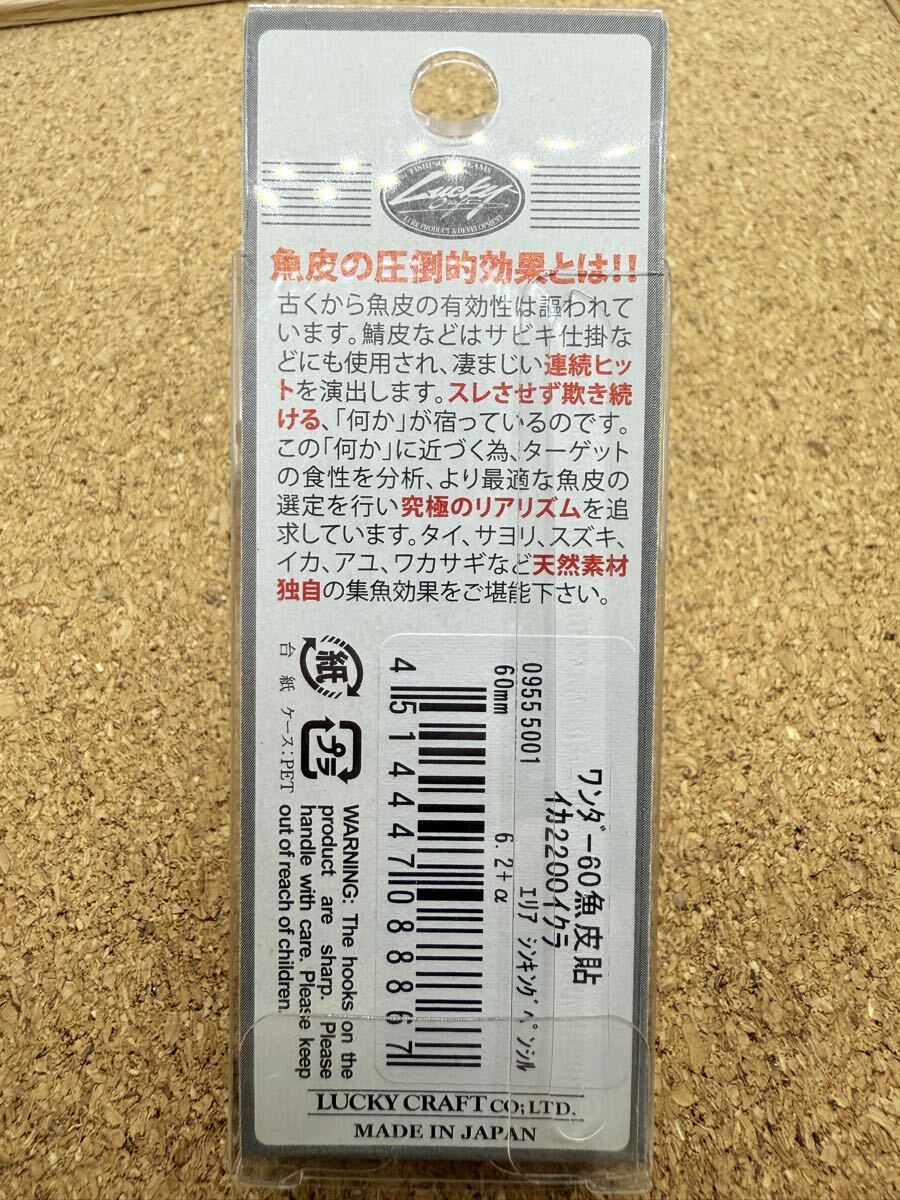 FISHING DREAMS
Lucky
Craft
LURE PRODUCT & DEVELOPMENT
魚皮の圧倒的効果とは!!
古くから魚皮の有効性は謳われて
います。鯖皮などはサビキ仕掛な
どにも使用され、凄まじい連続ヒッ
トを演出します。スレさせず欺き続
ける、「何か」が宿っているのです。
この「何か」に近づく為、ターゲット
の食性を分析、より最適な魚皮の
選定を行い究極のリアリズムを追
求しています。タイ、サヨリ、スズキ、
イカ、アユ、ワカサギなど天然素材
独自の集魚効果をご堪能下さい。
ワンダー60魚皮貼
イカ2200イクラ
09555001 エリア シンキングペンシル
60mm 6.2+α
4514447088867
紙
プラ
台紙 ケース:PET
WARNING: The hooks on the
product are sharp. Please
handle with care. Please keep
out of reach of children.
LUCKY CRAFT CO;LTD.
MADE IN JAPAN